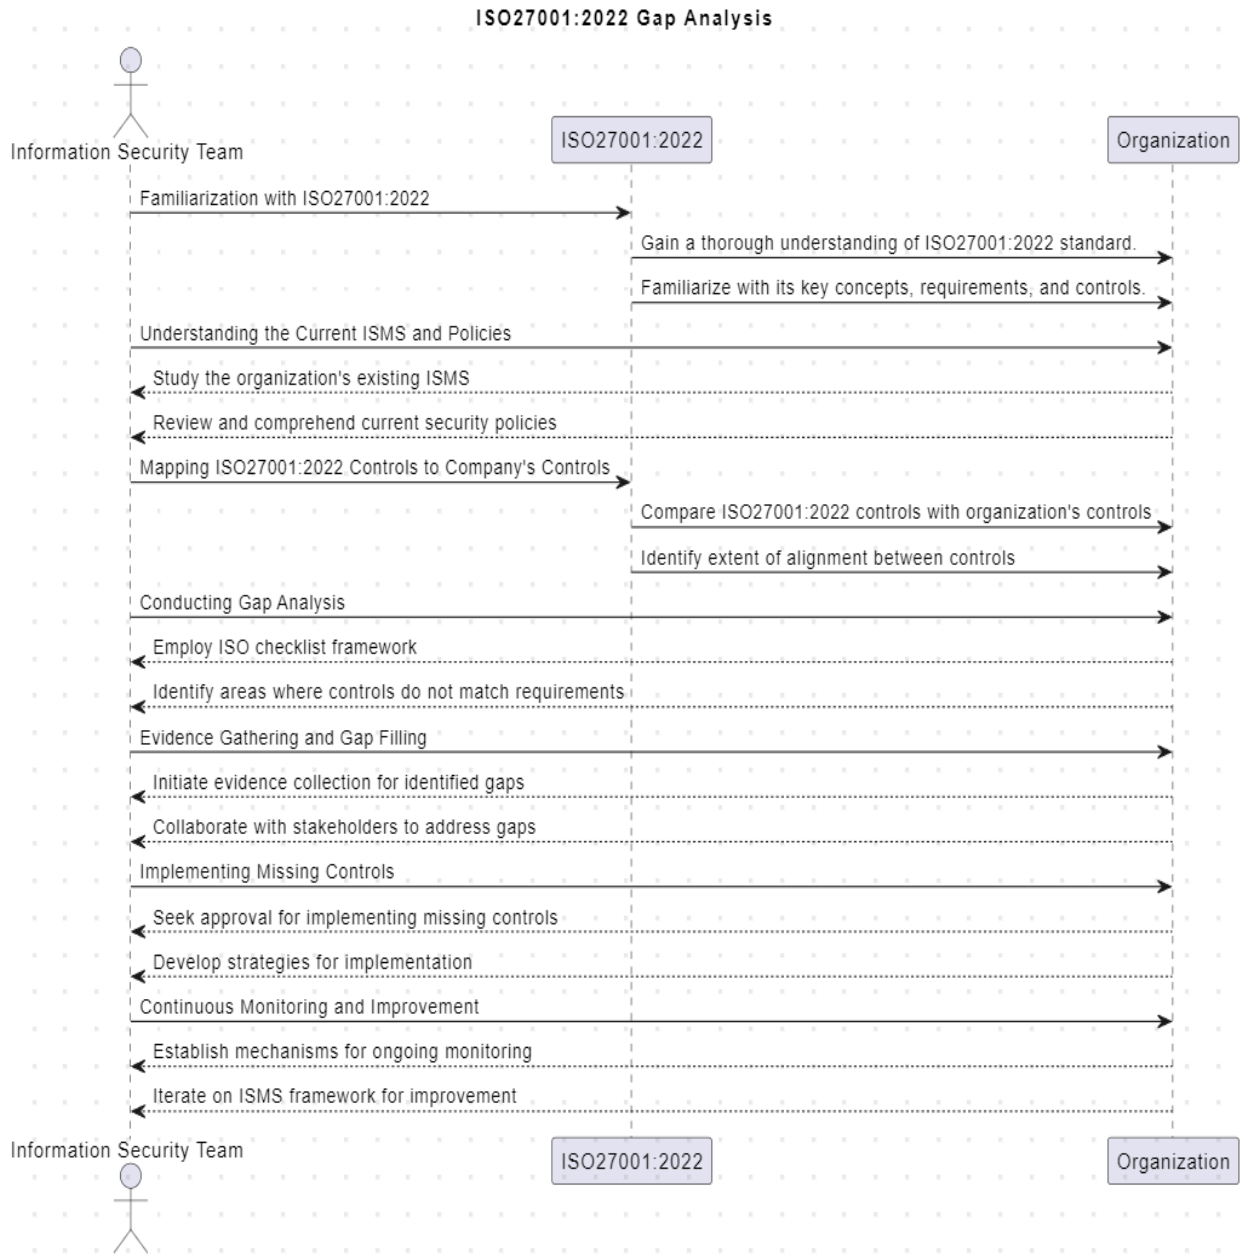 ISO27001:2022 Gap Analysis
Information Security Team
ISO27001:2022
Organization
Familiarization with ISO27001:2022
Gain a thorough understanding of ISO27001:2022 standard.
Familiarize with its key concepts, requirements, and controls.
Understanding the Current ISMS and Policies
Study the organization's existing ISMS
Review and comprehend current security policies
Mapping ISO27001:2022 Controls to Company's Controls
Compare ISO27001:2022 controls with organization's controls
Identify extent of alignment between controls
Conducting Gap Analysis
Employ ISO checklist framework
Identify areas where controls do not match requirements
Evidence Gathering and Gap Filling
Initiate evidence collection for identified gaps
Collaborate with stakeholders to address gaps
Implementing Missing Controls
Seek approval for implementing missing controls
Develop strategies for implementation
Continuous Monitoring and Improvement
Establish mechanisms for ongoing monitoring
Iterate on ISMS framework for improvement
Information Security Team
ISO27001:2022
Organization